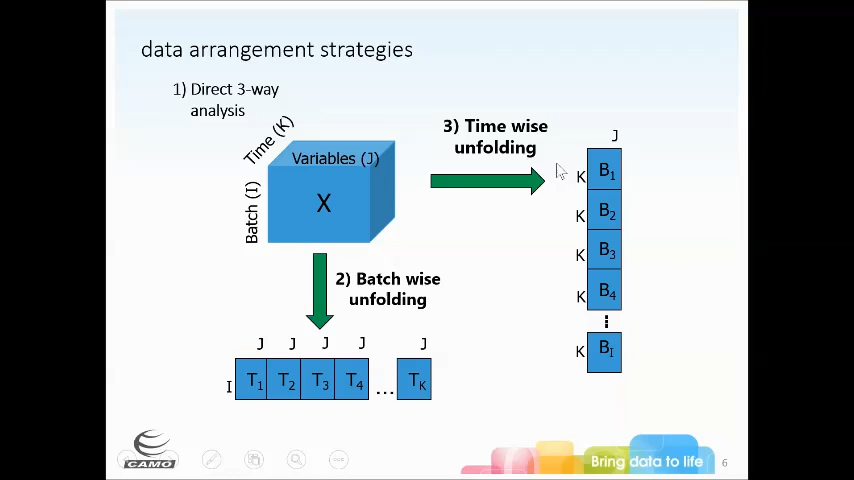 data arrangement strategies
1) Direct 3-way
analysis
Time (K)
Variables (J)
Batch (I)
X
3) Time wise
unfolding
J
K B1
K B2
K B3
K B4
K BI
2) Batch wise
unfolding
J J J J J
I T1 T2 T3 T4 ... TK
CAMO
Bring data to life
6